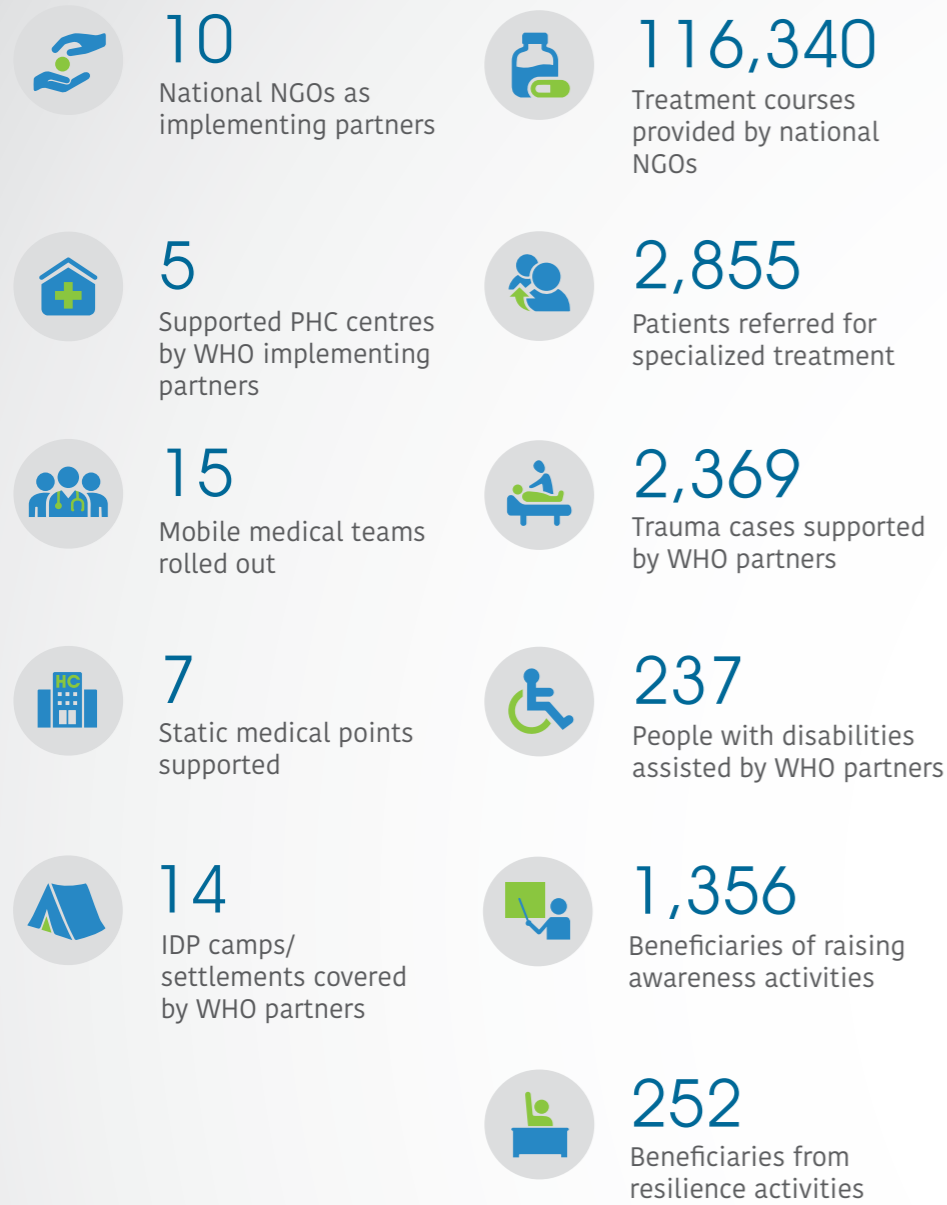 10
National NGOs as
implementing partners
5
Supported PHC centres
by WHO implementing
partners
15
Mobile medical teams
rolled out
HC
7
Static medical points
supported
14
IDP camps/
settlements covered
by WHO partners
116,340
Treatment courses
provided by national
NGOs
2,855
Patients referred for
specialized treatment
2,369
Trauma cases supported
by WHO partners
237
People with disabilities
assisted by WHO partners
1,356
Beneficiaries of raising
awareness activities
252
Beneficiaries from
resilience activities